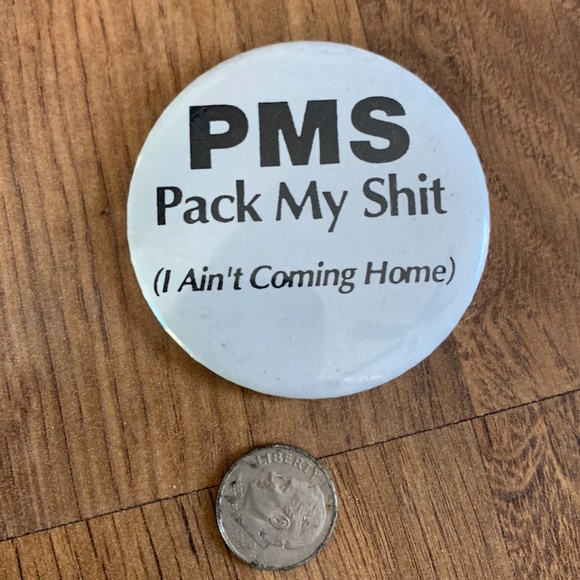 PMS
Pack My Shit
(I Ain't Coming Home)
LIBERTY